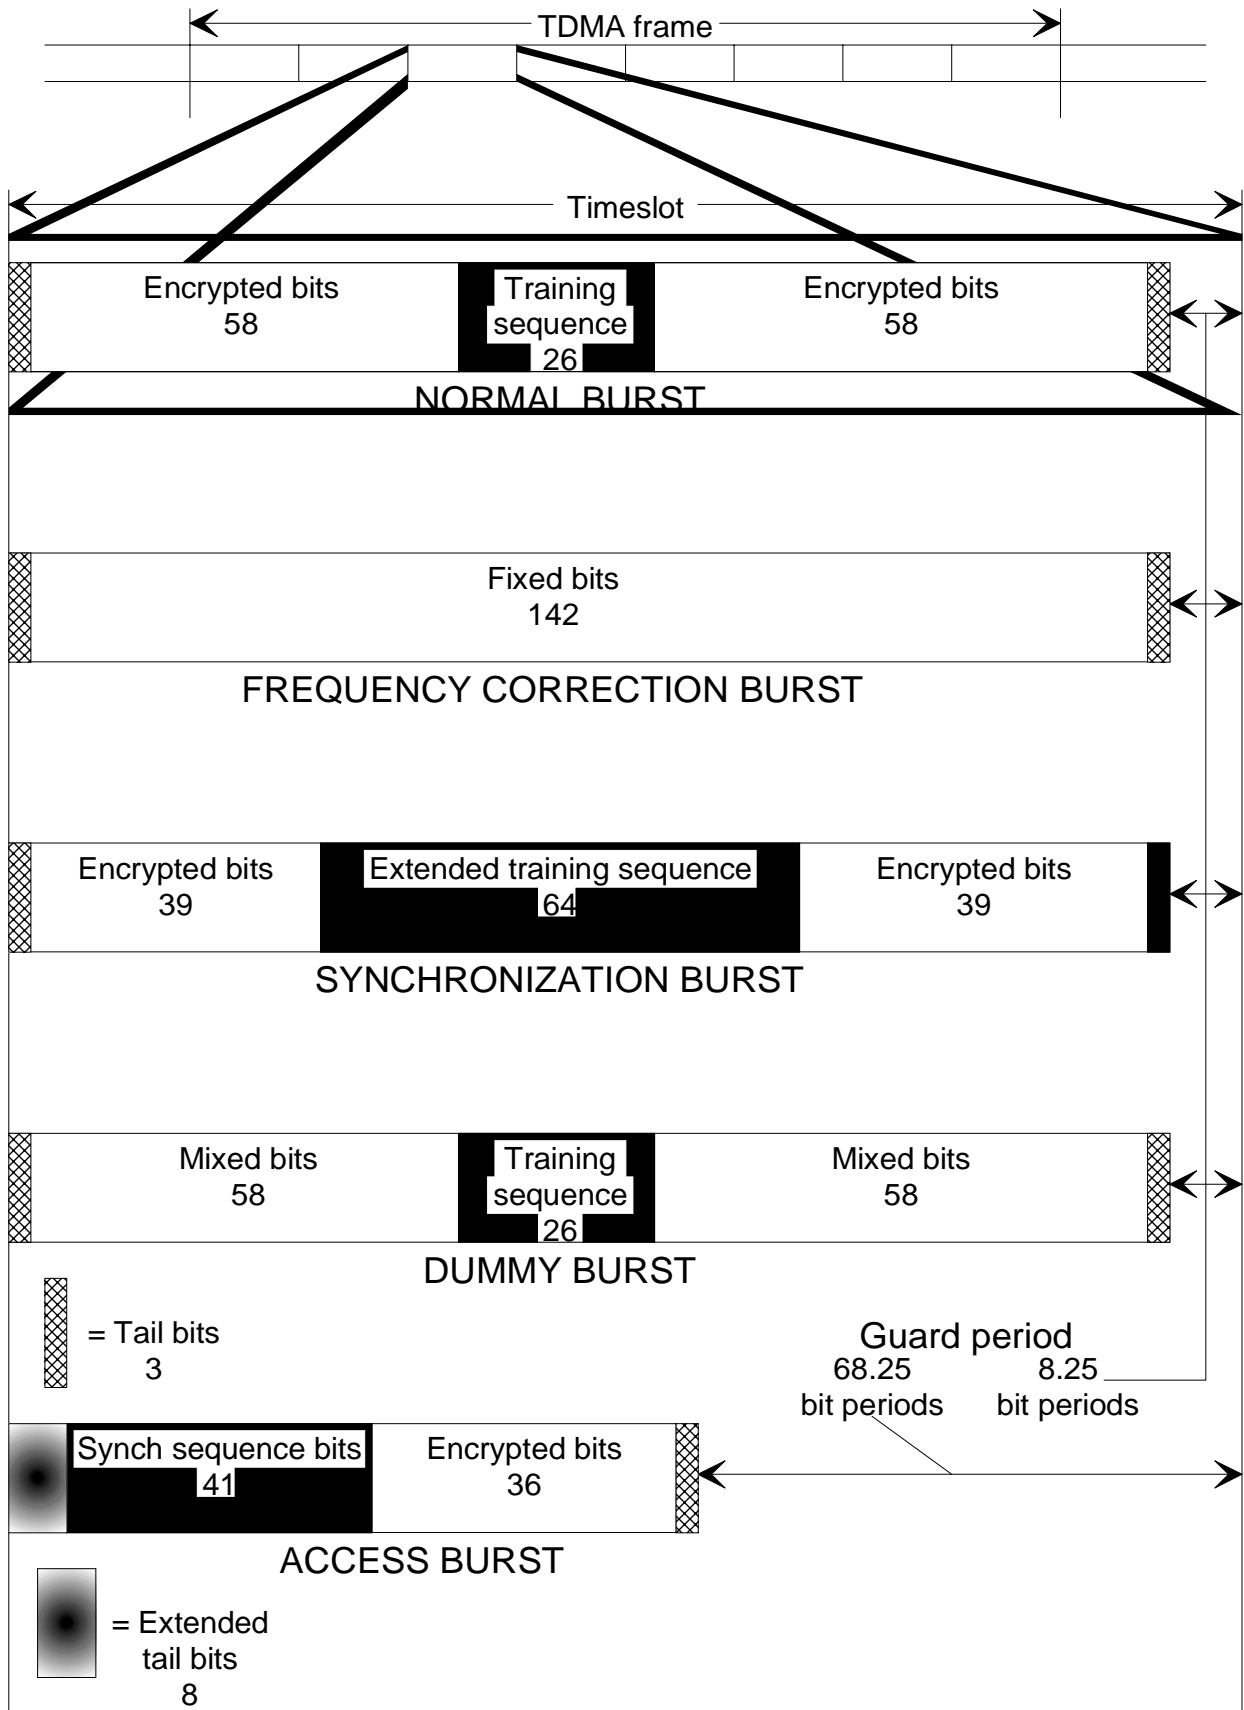 TDMA frame
Timeslot
Encrypted bits
58
Training
sequence
26
Encrypted bits
58
NORMAL BURST
Fixed bits
142
FREQUENCY CORRECTION BURST
Encrypted bits
39
Extended training sequence
64
Encrypted bits
39
SYNCHRONIZATION BURST
Mixed bits
58
Training
sequence
26
Mixed bits
58
DUMMY BURST
= Tail bits
3
Guard period
68.25
bit periods
8.25
bit periods
Synch sequence bits
41
Encrypted bits
36
ACCESS BURST
= Extended
tail bits
8